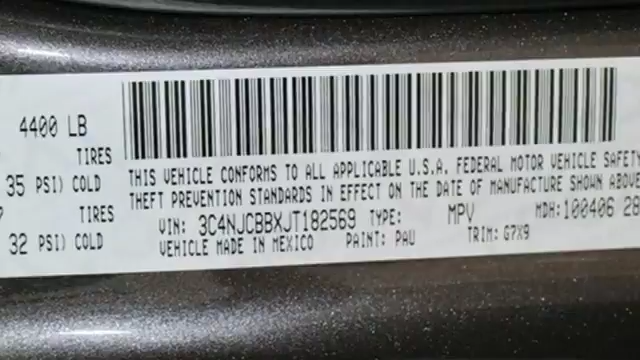 4400 LB
TIRES
35 PSI) COLD
TIRES
32 PSI) COLD
THIS VEHICLE CONFORMS TO ALL APPLICABLE U.S.A. FEDERAL MOTOR VEHICLE SAFETY
THEFT PREVENTION STANDARDS IN EFFECT ON THE DATE OF MANUFACTURE SHOWN ABOVE
VIN: 3C4NJCBBXJT182569 TYPE: MPV MDH:100406 28
VEHICLE MADE IN MEXICO PAINT: PAU TRIM: G7X9